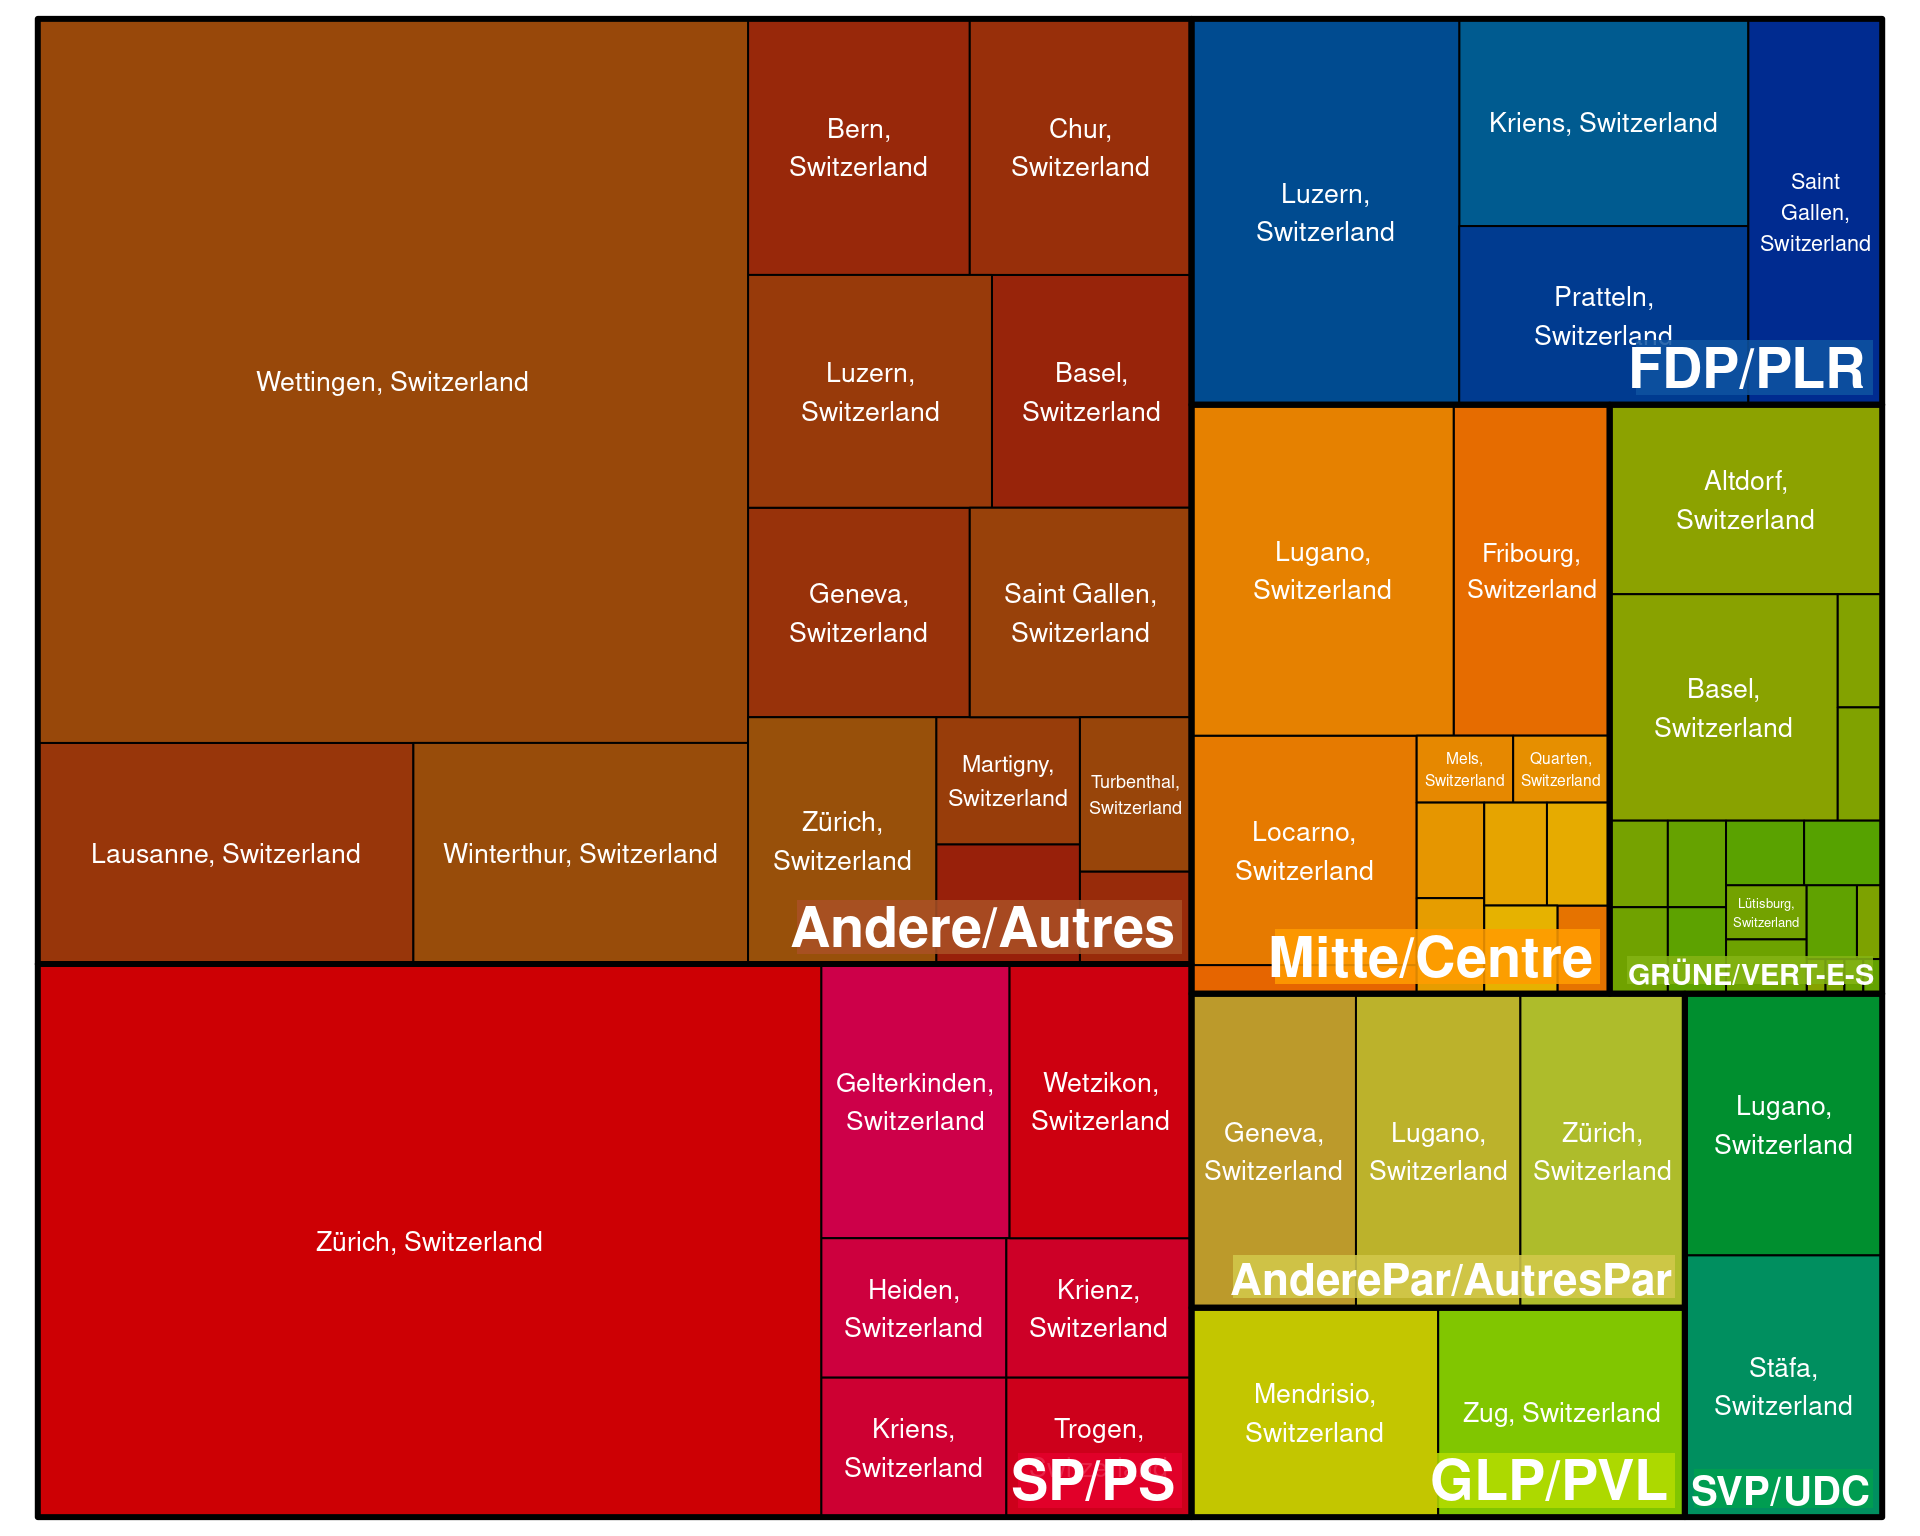 Wettingen, Switzerland
Bern,
Switzerland
Chur,
Switzerland
Luzern,
Switzerland
Basel,
Switzerland
Geneva,
Switzerland
Saint Gallen,
Switzerland
Lausanne, Switzerland
Winterthur, Switzerland
Zürich,
Switzerland
Martigny,
Switzerland
Turbenthal,
Switzerland
Andere/Autres
Zürich, Switzerland
Gelterkinden,
Switzerland
Wetzikon,
Switzerland
Heiden,
Switzerland
Krienz,
Switzerland
Kriens,
Switzerland
Trogen,
SP/PS
Luzern,
Switzerland
Kriens, Switzerland
Pratteln,
Switzerland
Saint
Gallen,
Switzerland
FDP/PLR
Lugano,
Switzerland
Fribourg,
Switzerland
Locarno,
Switzerland
Mels,
Switzerland
Quarten,
Switzerland
Mitte/Centre
Altdorf,
Switzerland
Basel,
Switzerland
Lütisburg,
Switzerland
GRÜNE/VERT-E-S
Geneva,
Switzerland
Lugano,
Switzerland
Zürich,
Switzerland
AnderePar/AutresPar
Mendrisio,
Switzerland
Zug, Switzerland
GLP/PVL
Lugano,
Switzerland
Stäfa,
Switzerland
SVP/UDC